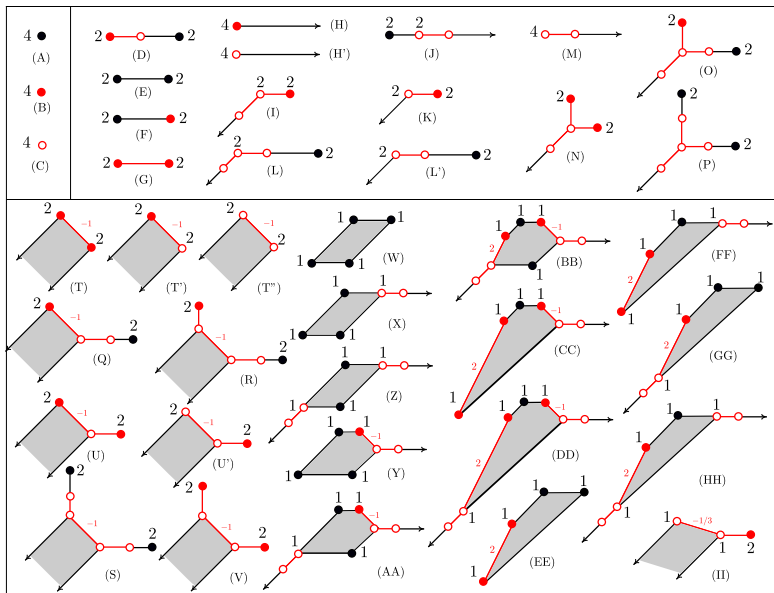 4
(A)
4
(B)
4
(C)
2 2
(D)
2 2
(E)
2 2
(F)
2 2
(G)
4 (H)
4 (H')
2 2
(I)
2 2
(L)
2 2
(J)
2 2
(K)
2 2
(L')
4
(M)
2 2
(N)
2 2
(O)
2 2
(P)
2 −1 2
(T)
2 −1 2
(T')
2 −1 2
(T'')
2 −1 2
(Q)
2 −1 2
(R)
2 −1 2
(U)
2 −1 2
(U')
2 −1 2
(S)
2 −1 2
(V)
1 1
1 1
(W)
1 1
(X)
1 1
1 1
(Z)
1 1
−1
(Y)
1 1
−1
1 1
(AA)
1 1 1
−1
2 1
(BB)
1 1 1
−1
2
1
(CC)
1 1 1
−1
2
1
(DD)
1 1
1
2
1
(EE)
1 1
1
2
1
(FF)
1 1
1
2
1
(GG)
1 1
1
2
1
(HH)
1 −1/3
1 2
(II)